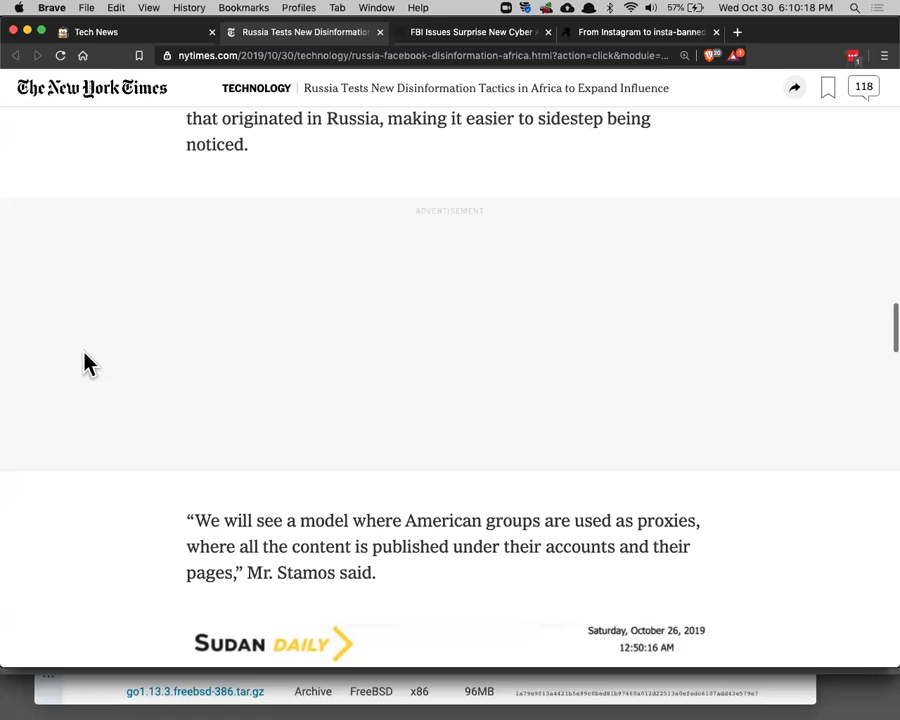 Brave File Edit View History Bookmarks Profiles Tab Window Help 57% Wed Oct 30 6:10:18 PM
Tech News × Russia Tests New Disinformatio × FBI Issues Surprise New Cyber A × From Instagram to insta-banned × +
nytimes.com/2019/10/30/technology/russia-facebook-disinformation-africa.html?action=click&module=...
The New York Times TECHNOLOGY | Russia Tests New Disinformation Tactics in Africa to Expand Influence 118
that originated in Russia, making it easier to sidestep being
noticed.
ADVERTISEMENT
“We will see a model where American groups are used as proxies,
where all the content is published under their accounts and their
pages,” Mr. Stamos said.
SUDAN DAILY
Saturday, October 26, 2019
12:50:16 AM
go1.13.3.freebsd-386.tar.gz Archive FreeBSD x86 96MB